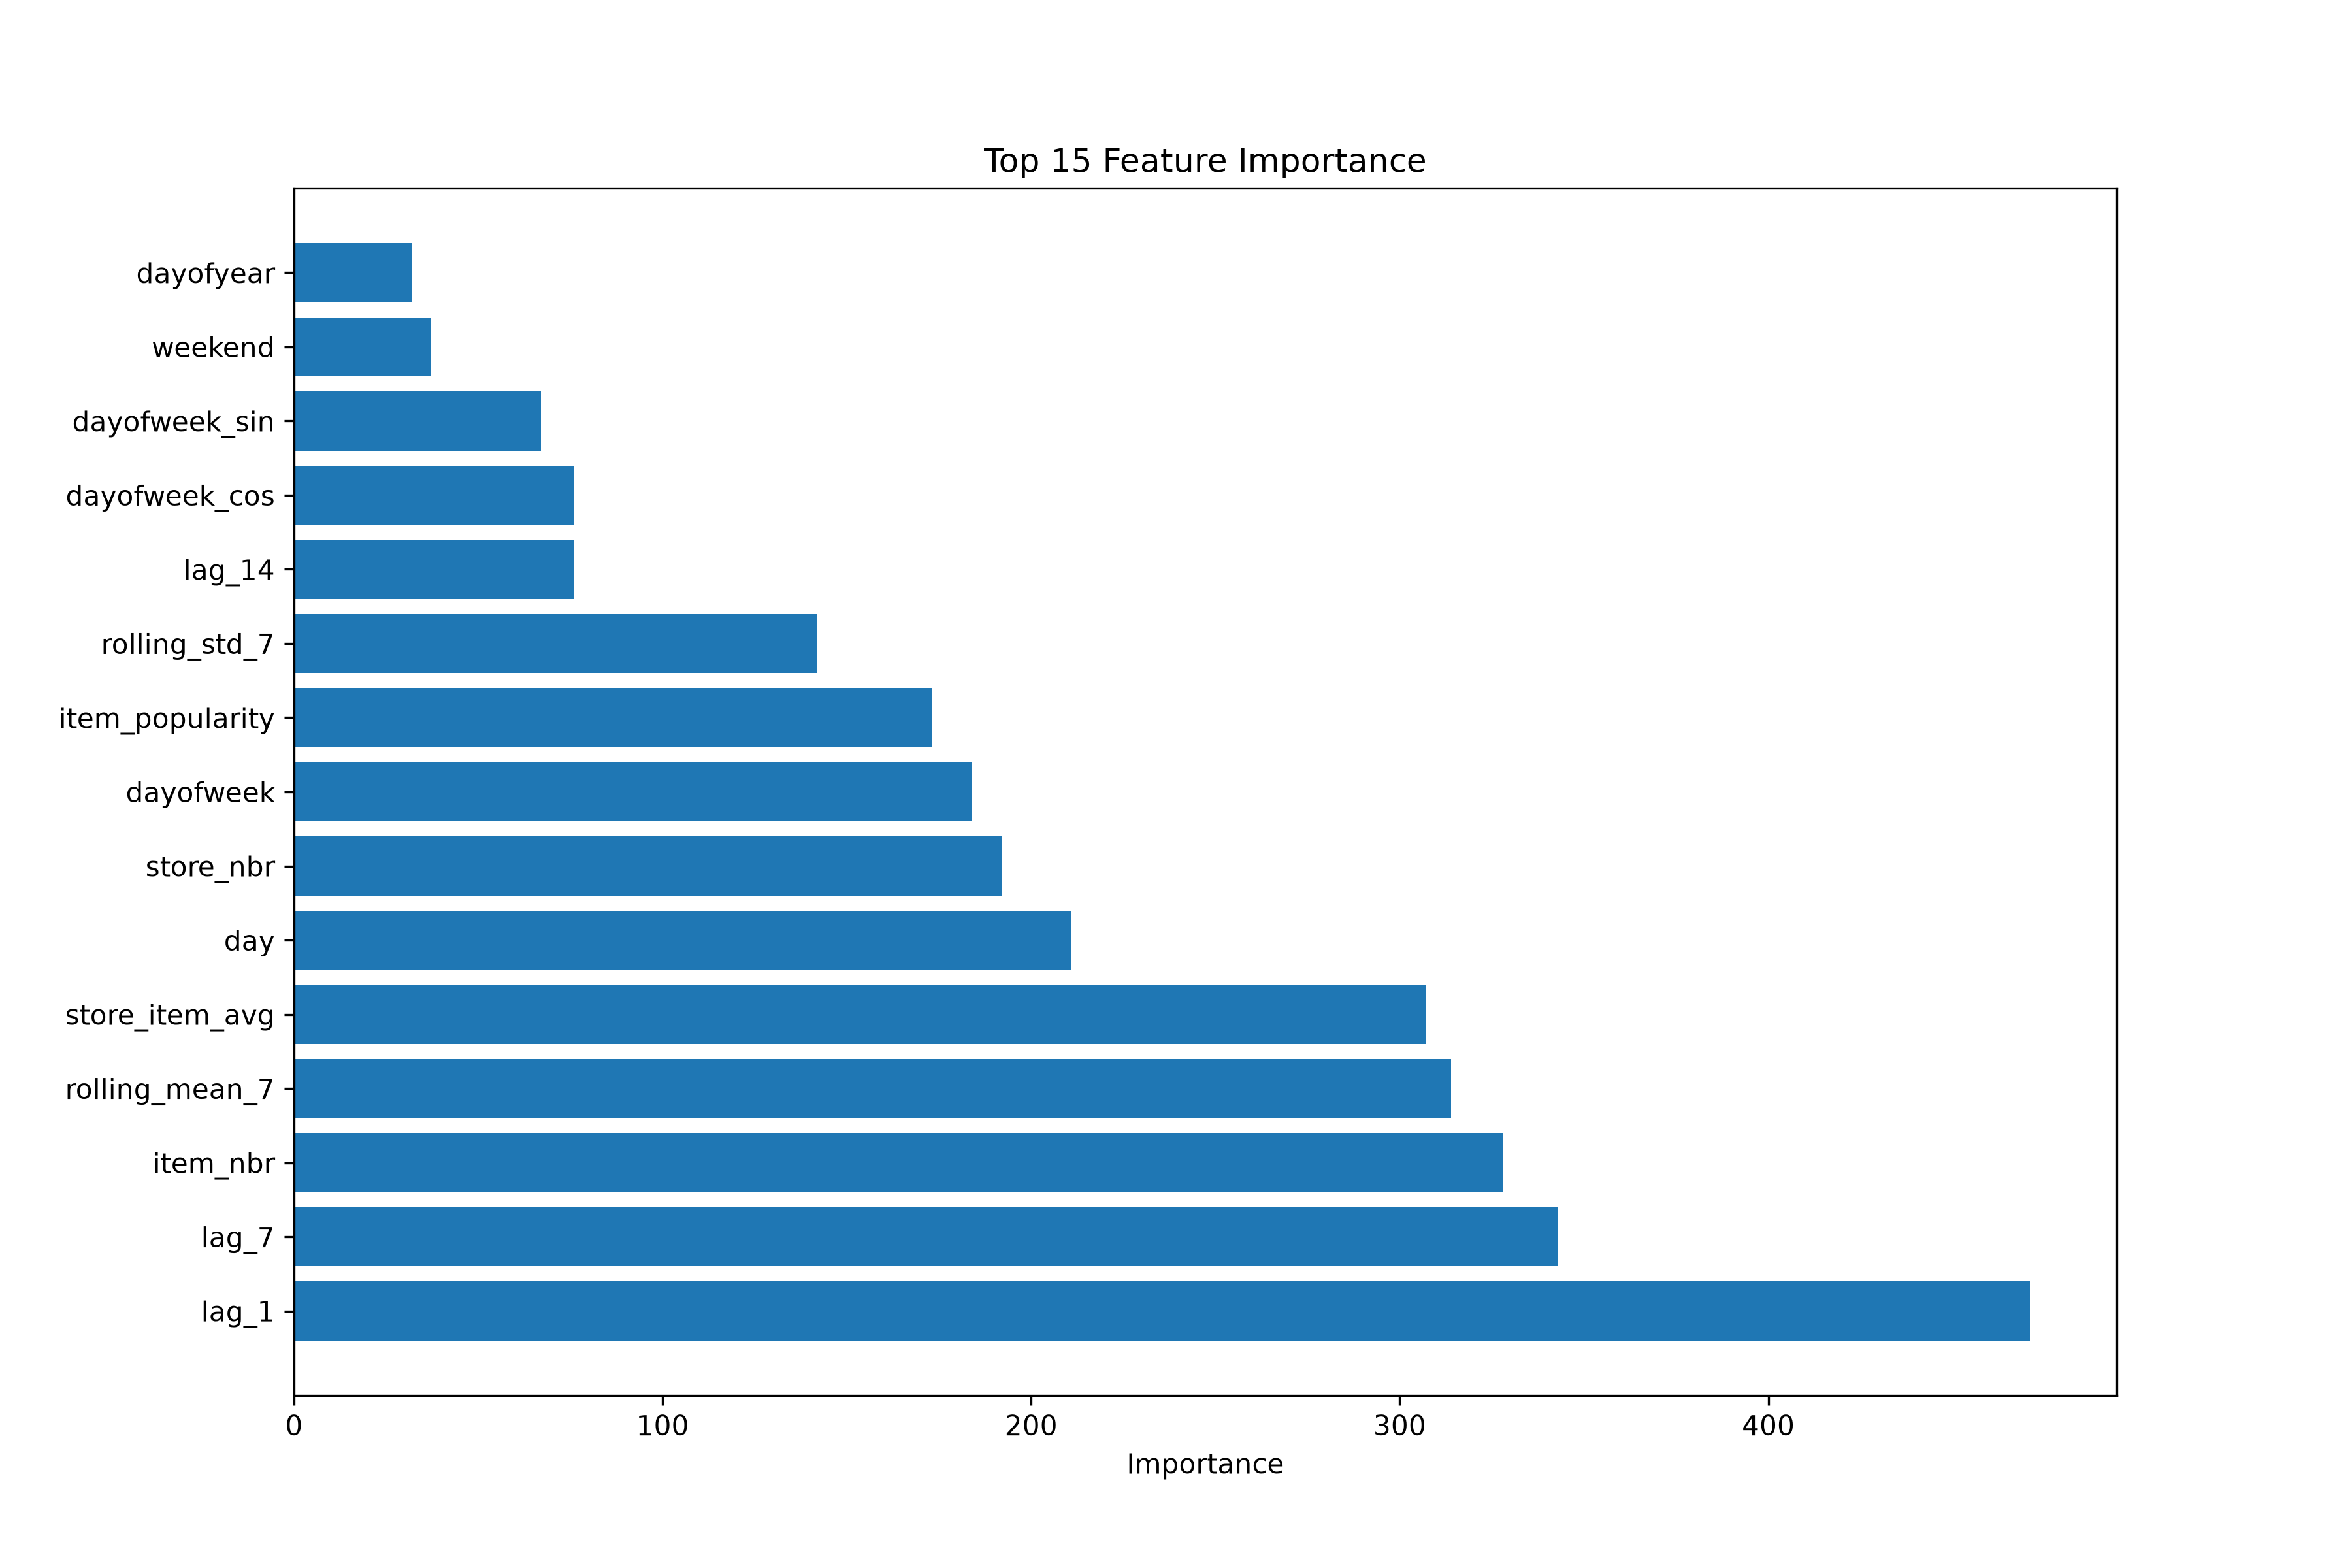 Top 15 Feature Importance
dayofyear
weekend
dayofweek_sin
dayofweek_cos
lag_14
rolling_std_7
item_popularity
dayofweek
store_nbr
day
store_item_avg
rolling_mean_7
item_nbr
lag_7
lag_1
0 100 200 300 400
Importance